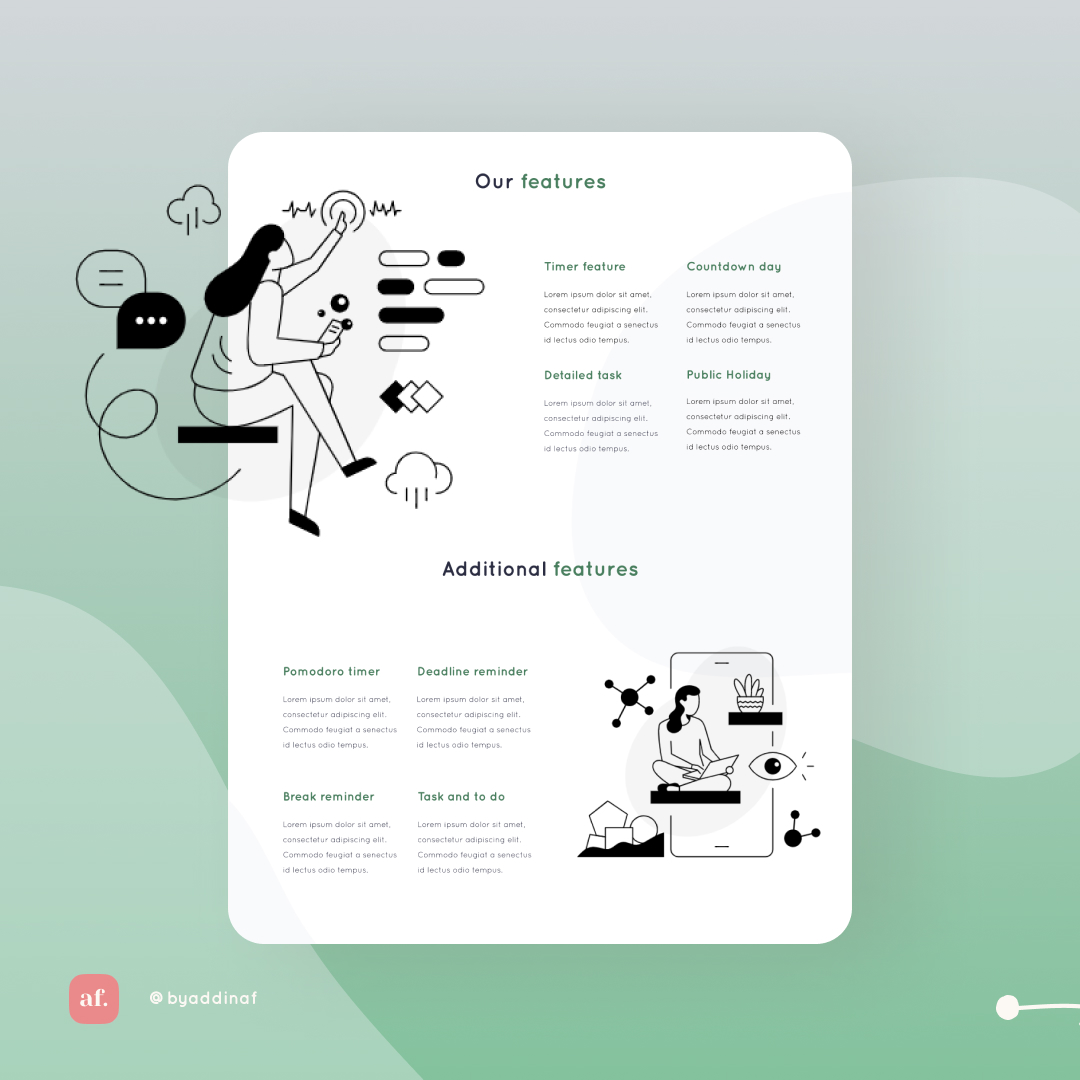 Our features
Timer feature
Lorem ipsum dolor sit amet,
consectetur adipiscing elit.
Commodo feugiat a senectus
id lectus odio tempus.
Countdown day
Lorem ipsum dolor sit amet,
consectetur adipiscing elit.
Commodo feugiat a senectus
id lectus odio tempus.
Detailed task
Lorem ipsum dolor sit amet,
consectetur adipiscing elit.
Commodo feugiat a senectus
id lectus odio tempus.
Public Holiday
Lorem ipsum dolor sit amet,
consectetur adipiscing elit.
Commodo feugiat a senectus
id lectus odio tempus.
Additional features
Pomodoro timer
Lorem ipsum dolor sit amet,
consectetur adipiscing elit.
Commodo feugiat a senectus
id lectus odio tempus.
Deadline reminder
Lorem ipsum dolor sit amet,
consectetur adipiscing elit.
Commodo feugiat a senectus
id lectus odio tempus.
Break reminder
Lorem ipsum dolor sit amet,
consectetur adipiscing elit.
Commodo feugiat a senectus
id lectus odio tempus.
Task and to do
Lorem ipsum dolor sit amet,
consectetur adipiscing elit.
Commodo feugiat a senectus
id lectus odio tempus.
af.
@byaddinaf